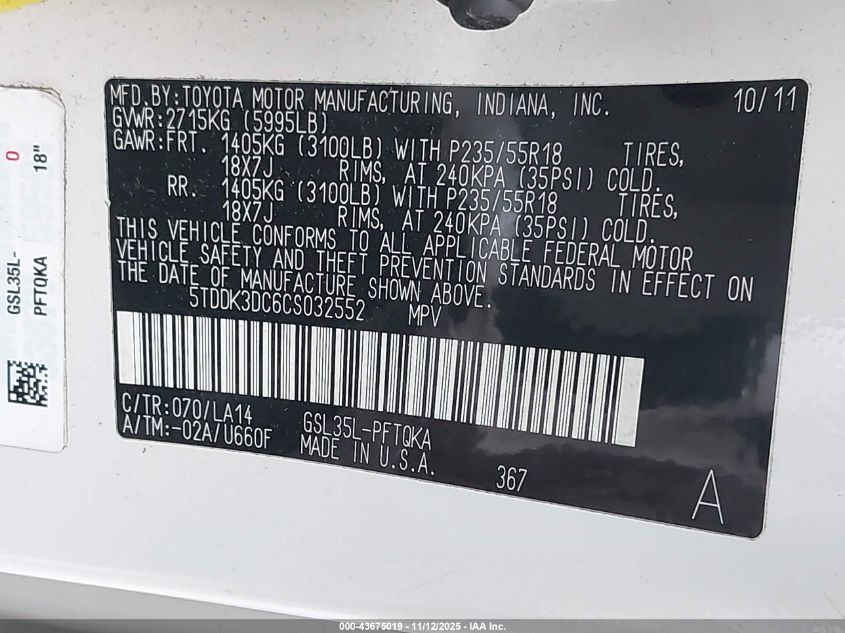 MFD.BY:TOYOTA MOTOR MANUFACTURING, INDIANA, INC. 10/11
GVWR:2715KG (5995LB)
GAWR:FRT. 1405KG (3100LB) WITH P235/55R18 TIRES,
18X7J RIMS, AT 240KPA (35PSI) COLD.
RR. 1405KG (3100LB) WITH P235/55R18 TIRES,
18X7J RIMS, AT 240KPA (35PSI) COLD.
THIS VEHICLE CONFORMS TO ALL APPLICABLE FEDERAL MOTOR
VEHICLE SAFETY AND THEFT PREVENTION STANDARDS IN EFFECT ON
THE DATE OF MANUFACTURE SHOWN ABOVE.
5TDDK3DC6CS032552 MPV
C/TR:070/LA14 GSL35L-PFTQKA
A/TM:-02A/U660F MADE IN U.S.A.
367
A
GSL35L-
PFTQKA
0
18"
000-43675019 - 11/12/2025 - IAA Inc.